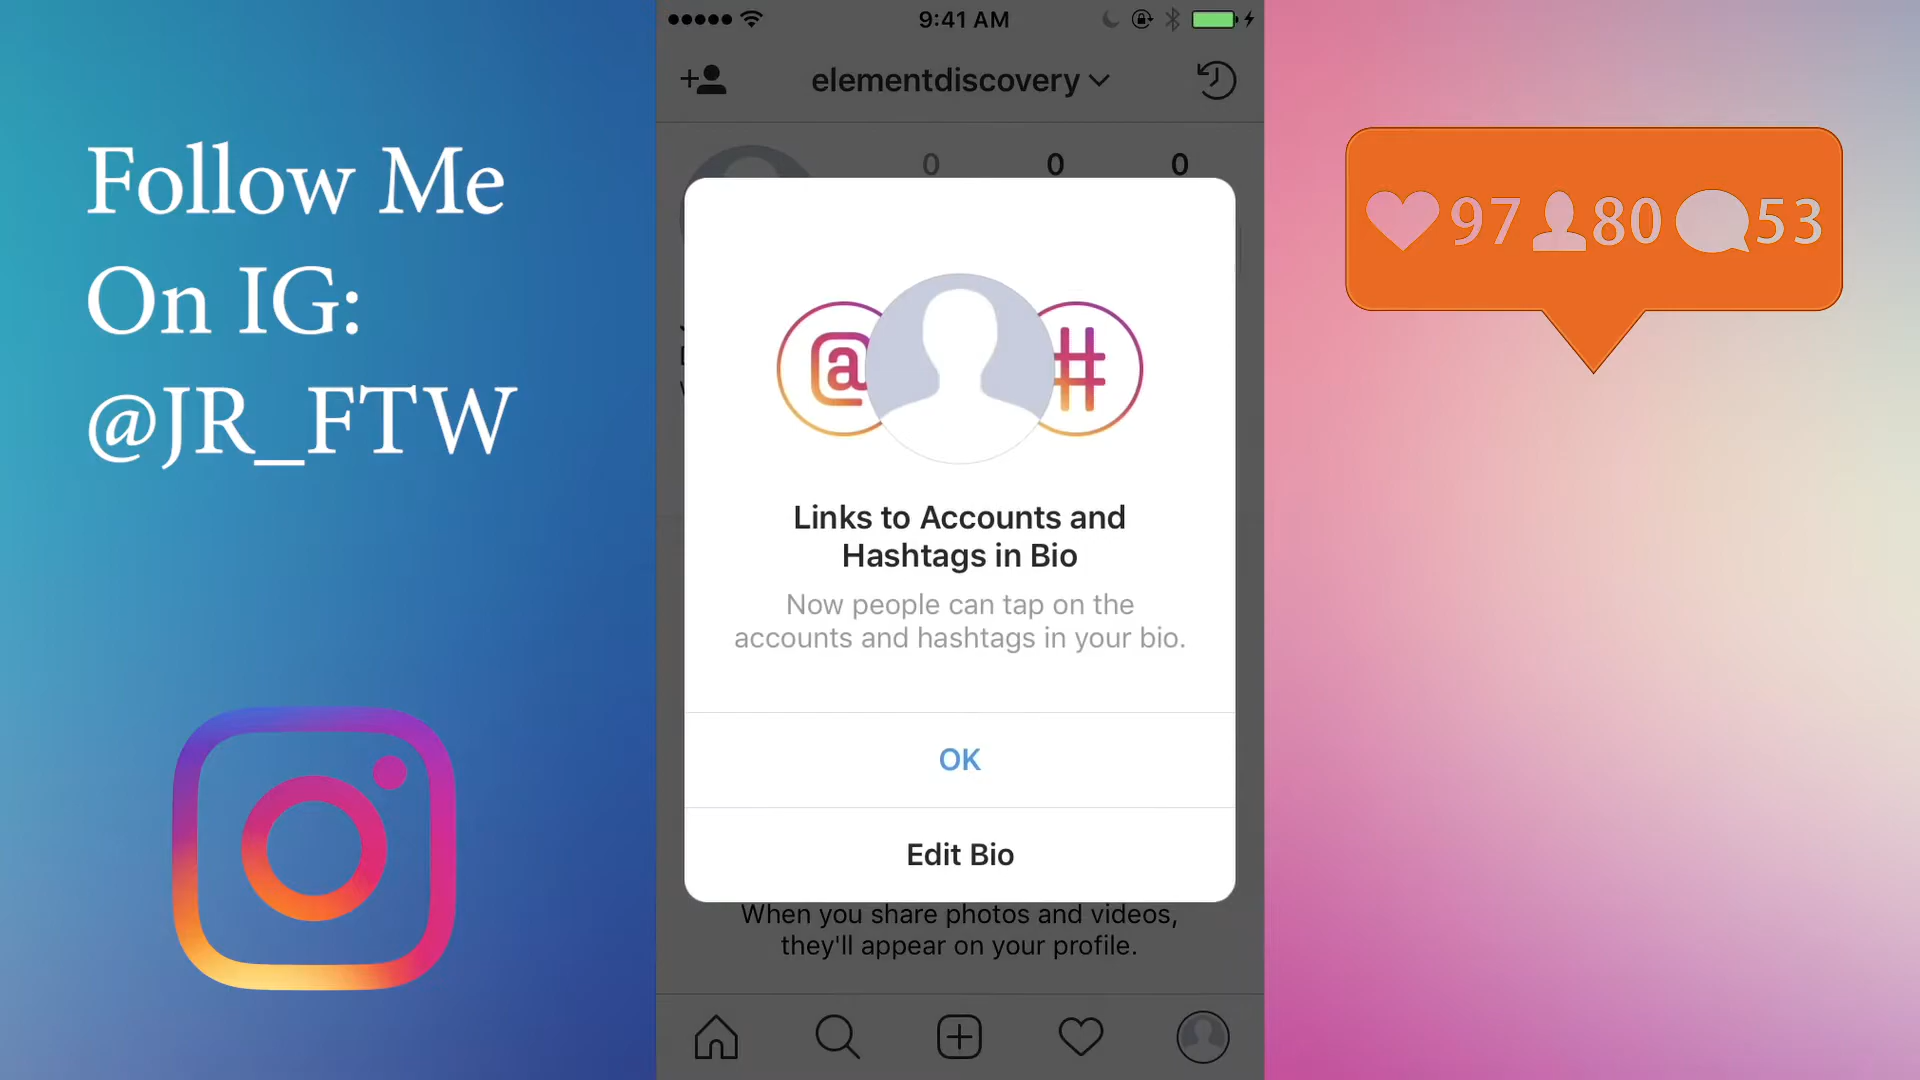 Follow Me
On IG:
@JR_FTW
9:41 AM
elementdiscovery
0 0 0
@ #
Links to Accounts and
Hashtags in Bio
Now people can tap on the
accounts and hashtags in your bio.
OK
Edit Bio
When you share photos and videos,
they'll appear on your profile.
97 80 53